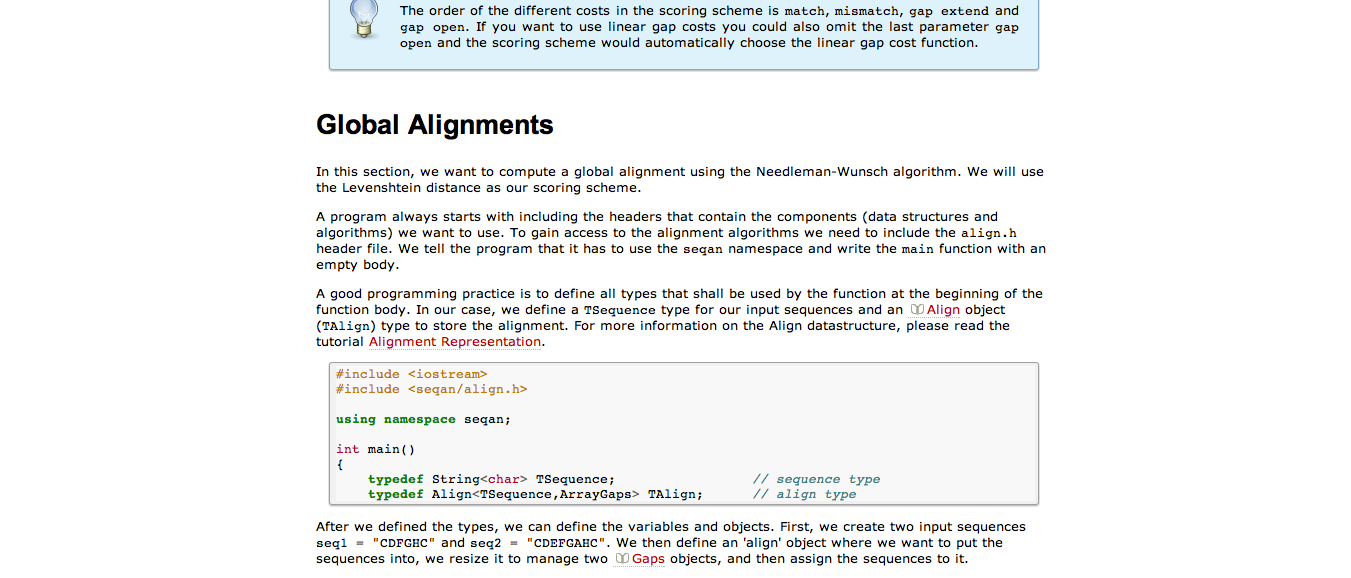 The order of the different costs in the scoring scheme is match, mismatch, gap extend and
gap open. If you want to use linear gap costs you could also omit the last parameter gap
open and the scoring scheme would automatically choose the linear gap cost function.
Global Alignments
In this section, we want to compute a global alignment using the Needleman-Wunsch algorithm. We will use
the Levenshtein distance as our scoring scheme.
A program always starts with including the headers that contain the components (data structures and
algorithms) we want to use. To gain access to the alignment algorithms we need to include the align.h
header file. We tell the program that it has to use the seqan namespace and write the main function with an
empty body.
A good programming practice is to define all types that shall be used by the function at the beginning of the
function body. In our case, we define a TSequence type for our input sequences and an Align object
(TAlign) type to store the alignment. For more information on the Align datastructure, please read the
tutorial Alignment Representation.
#include <iostream>
#include <seqan/align.h>
using namespace seqan;
int main()
{
typedef String<char> TSequence; // sequence type
typedef Align<TSequence,ArrayGaps> TAlign; // align type
After we defined the types, we can define the variables and objects. First, we create two input sequences
seq1 = "CDFGHC" and seq2 = "CDEFGAHC". We then define an 'align' object where we want to put the
sequences into, we resize it to manage two Gaps objects, and then assign the sequences to it.